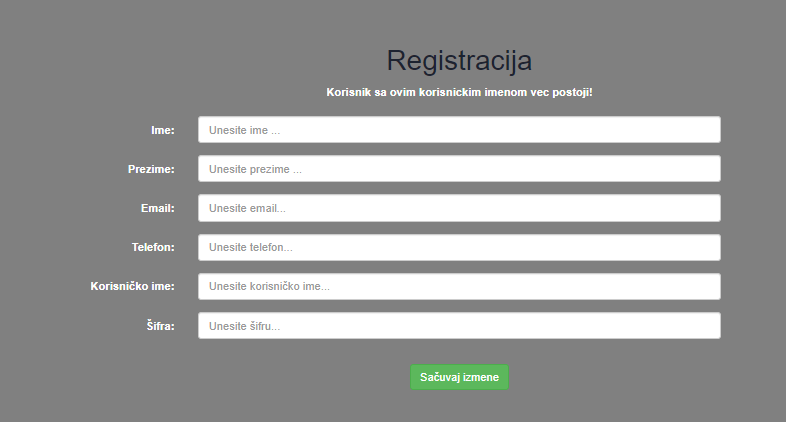 Registracija
Korisnik sa ovim korisnickim imenom vec postoji!
Ime: Unesite ime ...
Prezime: Unesite prezime ...
Email: Unesite email...
Telefon: Unesite telefon...
Korisničko ime: Unesite korisničko ime...
Šifra: Unesite šifru...
Sačuvaj izmene